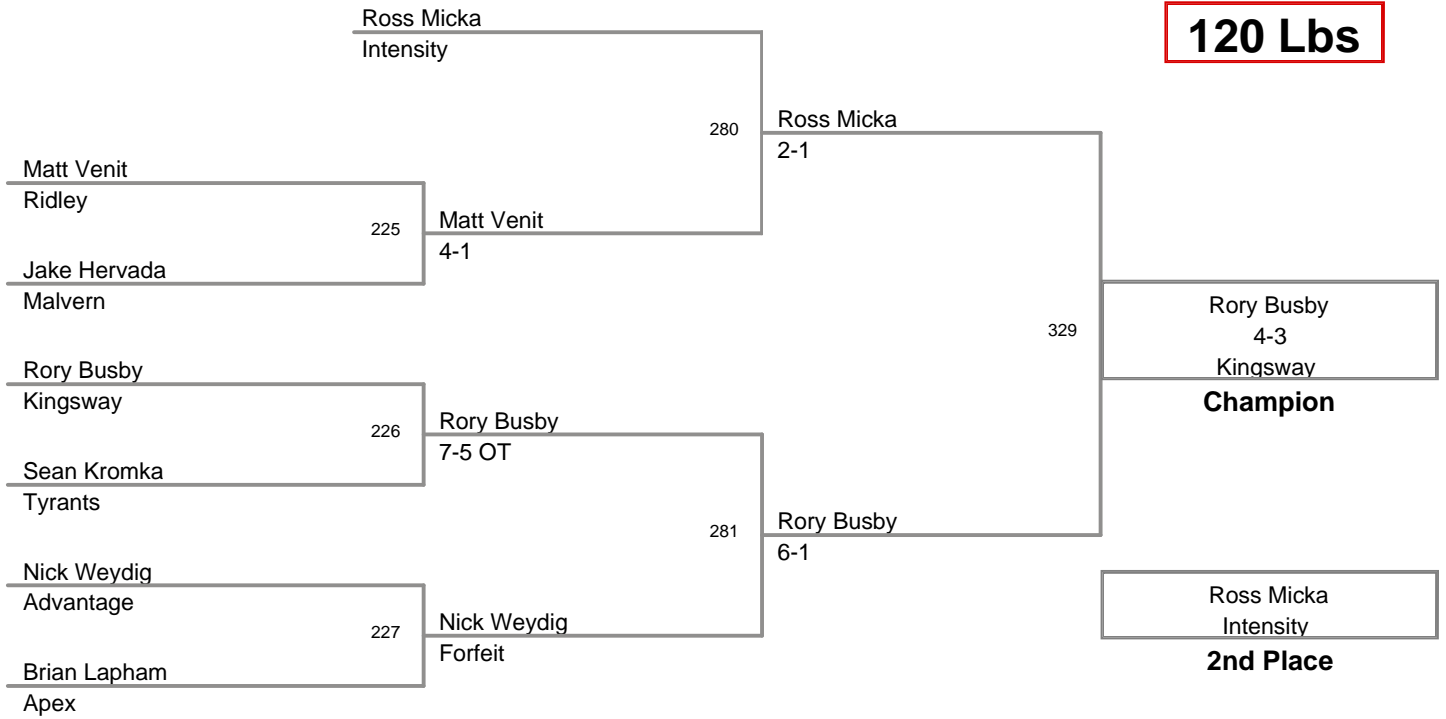 Ross Micka
Intensity
120 Lbs
280
Ross Micka
2-1
Matt Venit
Ridley
225
Matt Venit
4-1
Jake Hervada
Malvern
Rory Busby
4-3
Kingsway
Champion
329
Rory Busby
Kingsway
226
Rory Busby
7-5 OT
Sean Kromka
Tyrants
281
Rory Busby
6-1
Nick Weydig
Advantage
227
Nick Weydig
Forfeit
Brian Lapham
Apex
Ross Micka
Intensity
2nd Place